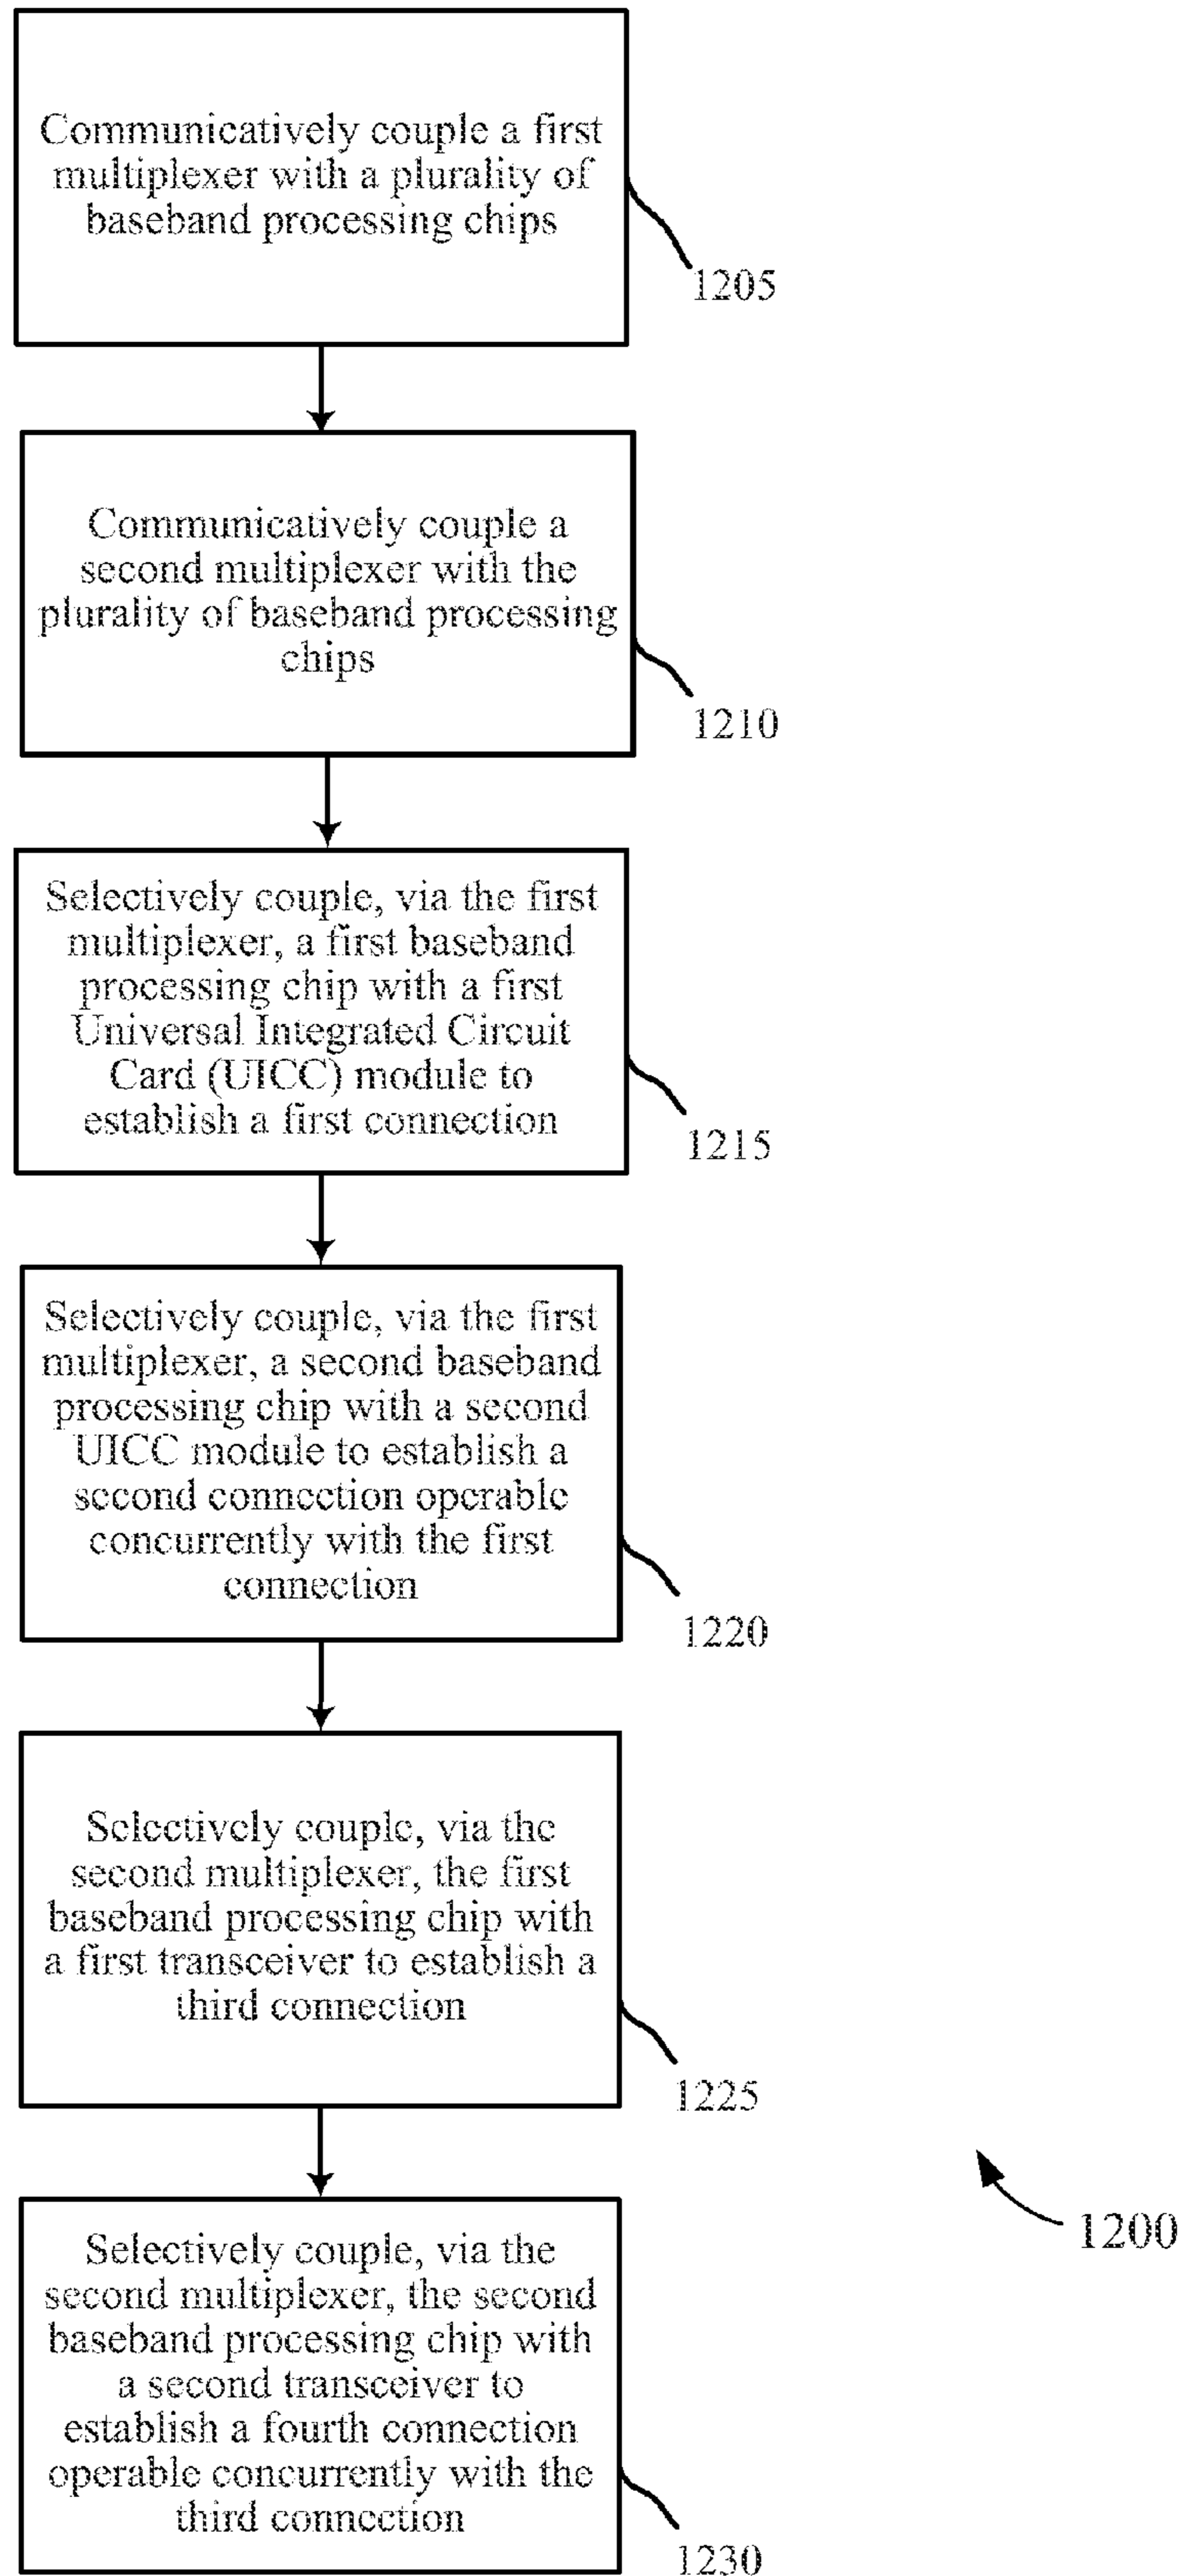 Communicatively couple a first
multiplexer with a plurality of
baseband processing chips
1205
Communicatively couple a
second multiplexer with the
plurality of baseband processing
chips
1210
Selectively couple, via the first
multiplexer, a first baseband
processing chip with a first
Universal Integrated Circuit
Card (UICC) module to
establish a first connection
1215
Selectively couple, via the first
multiplexer, a second baseband
processing chip with a second
UICC module to establish a
second connection operable
concurrently with the first
connection
1220
Selectively couple, via the
second multiplexer, the first
baseband processing chip with
a first transceiver to establish a
third connection
1225
Selectively couple, via the
second multiplexer, the second
baseband processing chip with
a second transceiver to
establish a fourth connection
operable concurrently with the
third connection
1230
1200